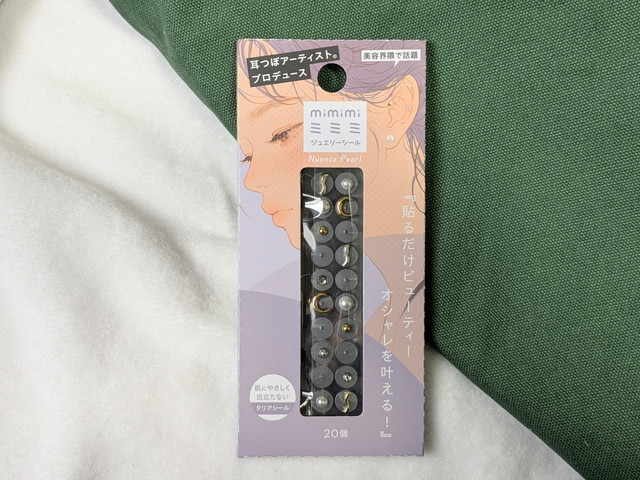 耳つぼアーティスト®
プロデュース
美容界隈で話題
mimimi
ミミミ
ジュエリーシール
Nuance Pearl
『貼るだけビューティー
オシャレを叶える!』
肌にやさしく
目立たない
クリアシール
20個